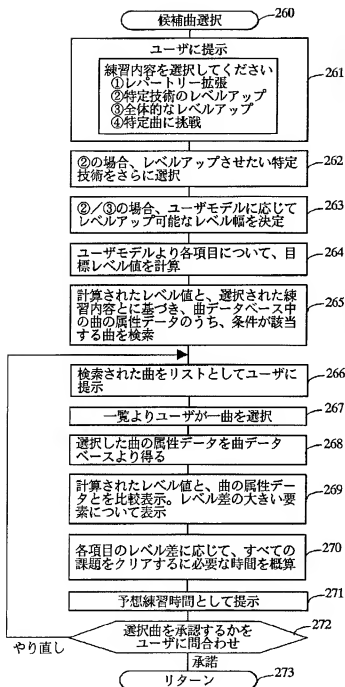 候補曲選択
260
ユーザに提示
練習内容を選択してください
①レパートリー拡張
②特定技術のレベルアップ
③全体的なレベルアップ
④特定曲に挑戦
261
②の場合、レベルアップさせたい特定
技術をさらに選択
262
②/③の場合、ユーザモデルに応じて
レベルアップ可能なレベル幅を決定
263
ユーザモデルより各項目について、目
標レベル値を計算
264
計算されたレベル値と、選択された練
習内容とに基づき、曲データベース中
の曲の属性データのうち、条件が該当
する曲を検索
265
検索された曲をリストとしてユーザに
提示
266
一覧よりユーザが一曲を選択
267
選択した曲の属性データを曲データ
ベースより得る
268
計算されたレベル値と、曲の属性デー
タとを比較表示。レベル差の大きい要
素について表示
269
各項目のレベル差に応じて、すべての
課題をクリアするに必要な時間を概算
270
予想練習時間として提示
271
選択曲を承認するかを
ユーザに問合わせ
272
やり直し
承諾
リターン
273